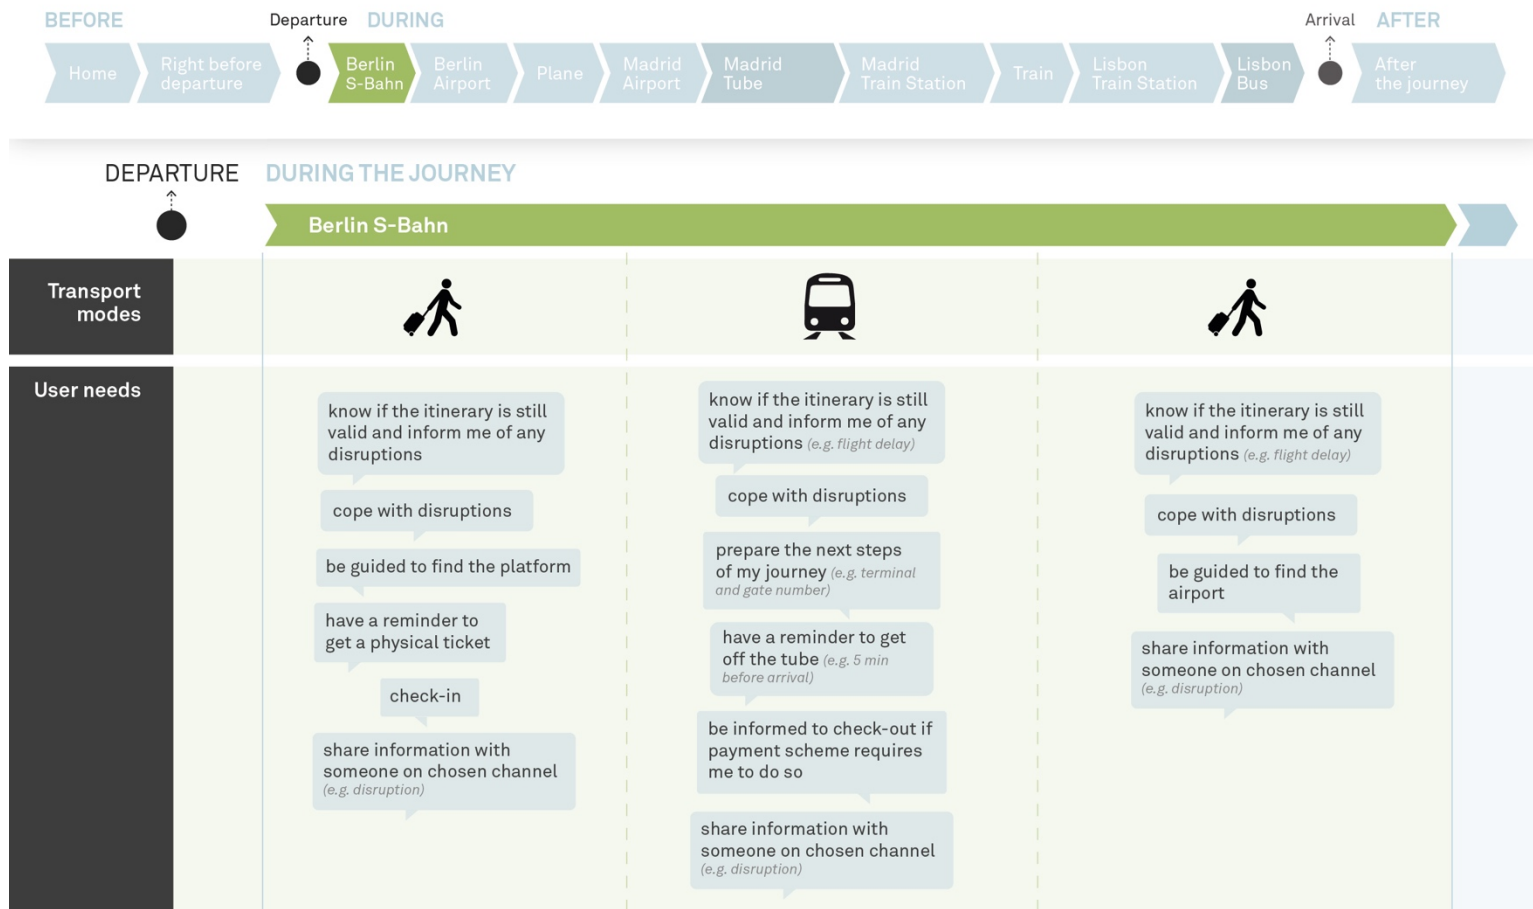 BEFORE
Departure
DURING
Arrival
AFTER
Home
Right before
departure
Berlin
S-Bahn
Berlin
Airport
Plane
Madrid
Airport
Madrid
Tube
Madrid
Train Station
Train
Lisbon
Train Station
Lisbon
Bus
After
the journey
DEPARTURE
DURING THE JOURNEY
Berlin S-Bahn
Transport
modes
User needs
know if the itinerary is still
valid and inform me of any
disruptions
cope with disruptions
be guided to find the platform
have a reminder to
get a physical ticket
check-in
share information with
someone on chosen channel
(e.g. disruption)
know if the itinerary is still
valid and inform me of any
disruptions (e.g. flight delay)
cope with disruptions
prepare the next steps
of my journey (e.g. terminal
and gate number)
have a reminder to get
off the tube (e.g. 5 min
before arrival)
be informed to check-out if
payment scheme requires
me to do so
share information with
someone on chosen channel
(e.g. disruption)
know if the itinerary is still
valid and inform me of any
disruptions (e.g. flight delay)
cope with disruptions
be guided to find the
airport
share information with
someone on chosen channel
(e.g. disruption)